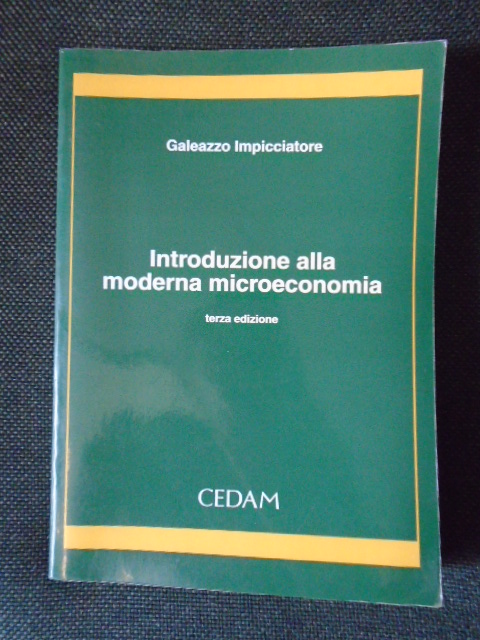 Galeazzo Impicciatore
Introduzione alla
moderna microeconomia
terza edizione
CEDAM